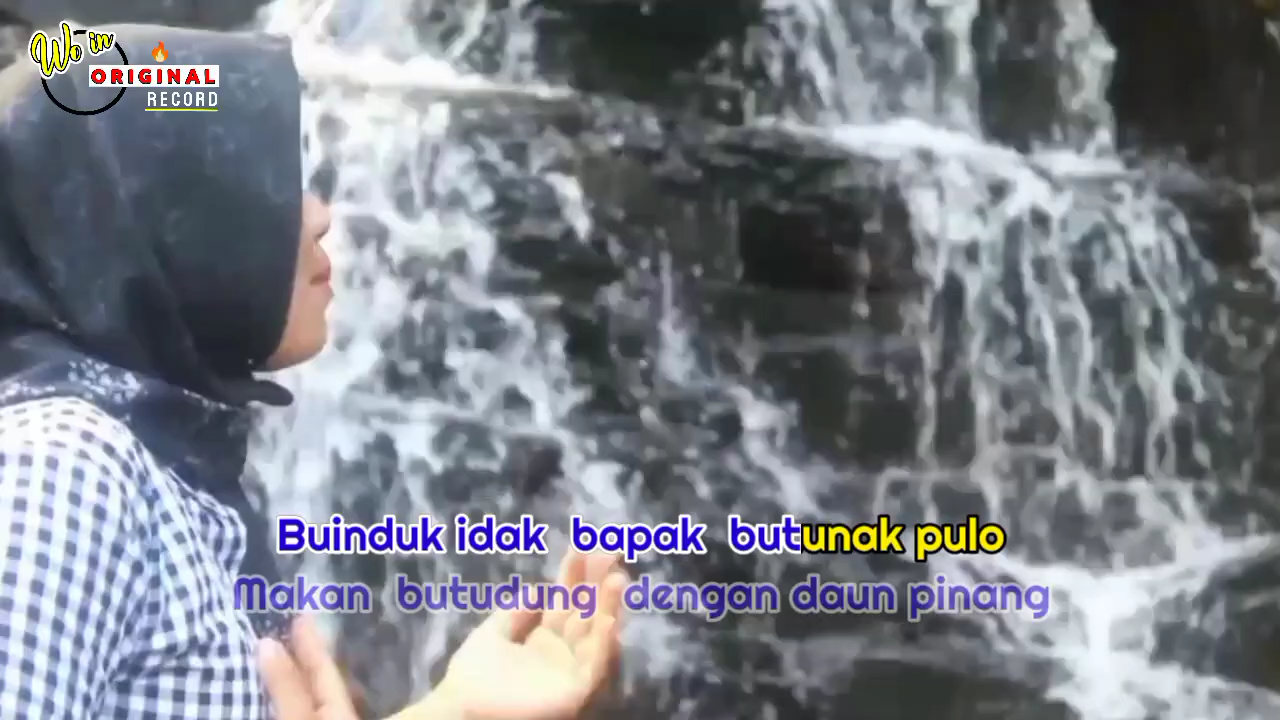 Wo in
ORIGINAL
RECORD
Buinduk idak bapak butunak pulo
Makan butudung dengan daun pinang